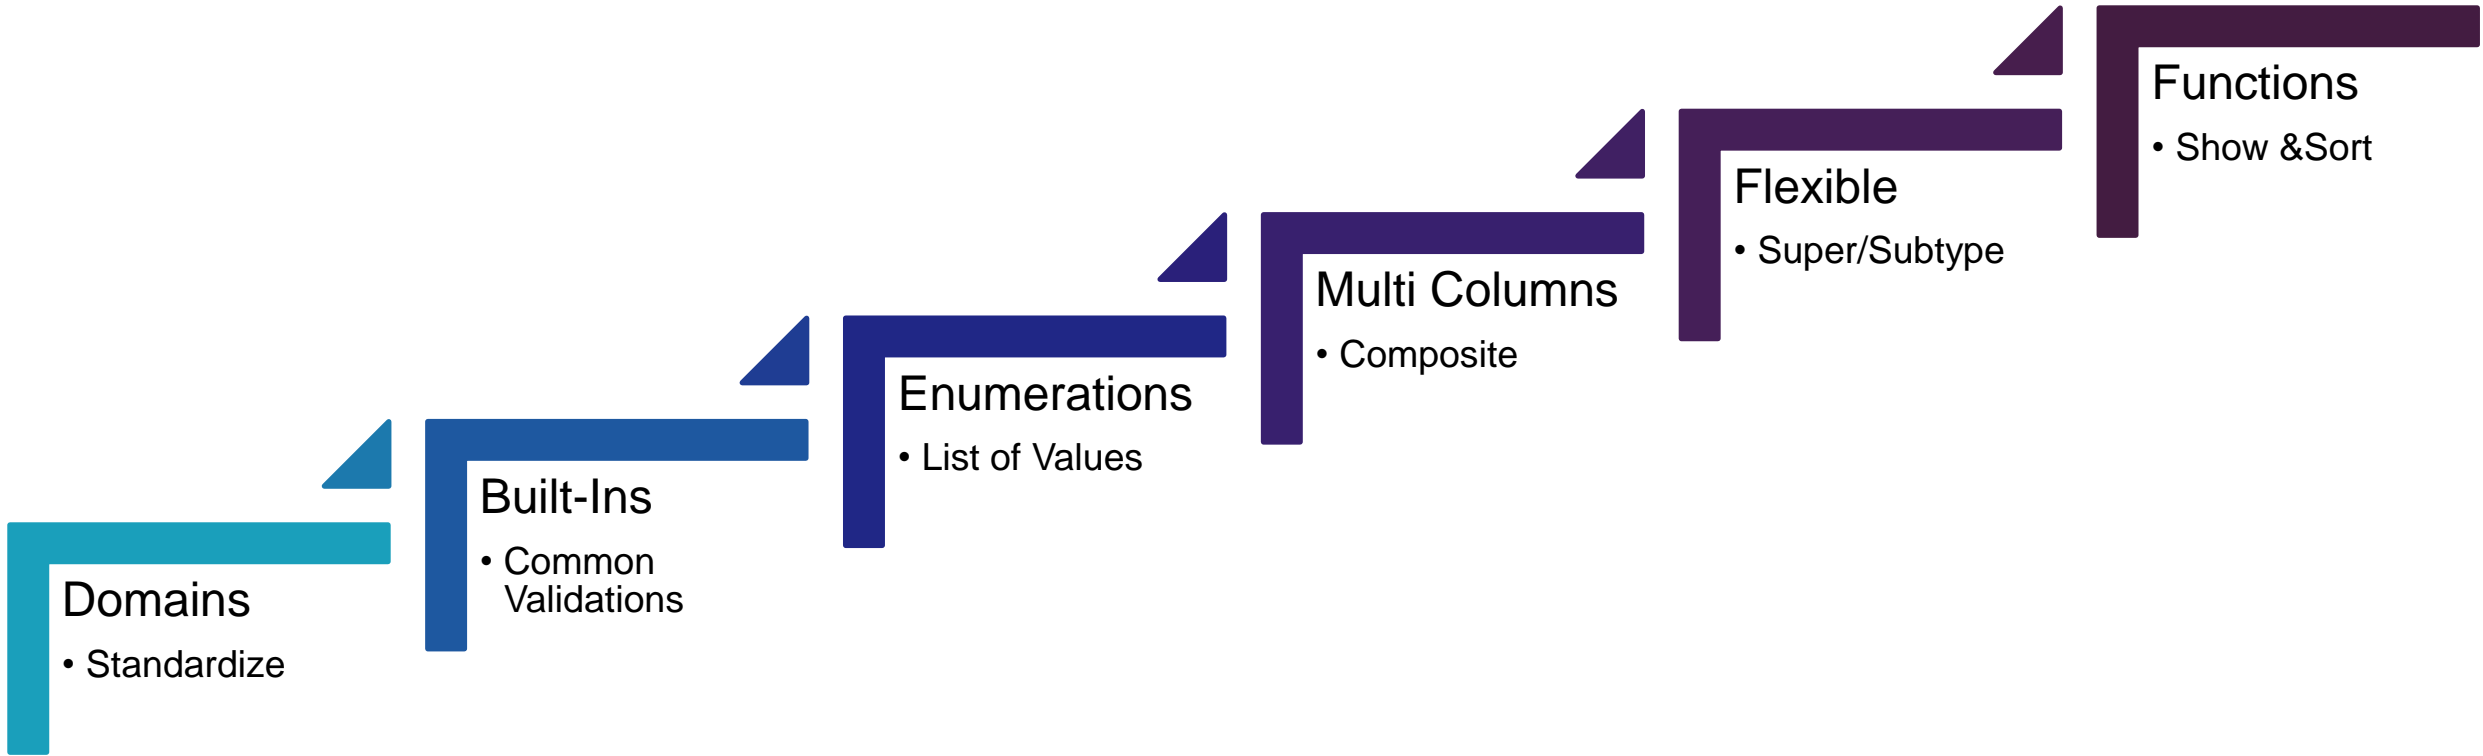 Domains
• Standardize
Built-Ins
• Common
Validations
Enumerations
• List of Values
Multi Columns
• Composite
Flexible
• Super/Subtype
Functions
• Show &Sort